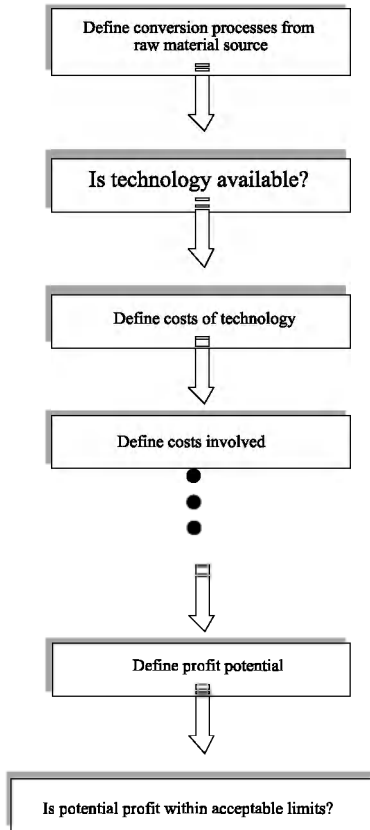 Define conversion processes from
raw material source
Is technology available?
Define costs of technology
Define costs involved
Define profit potential
Is potential profit within acceptable limits?